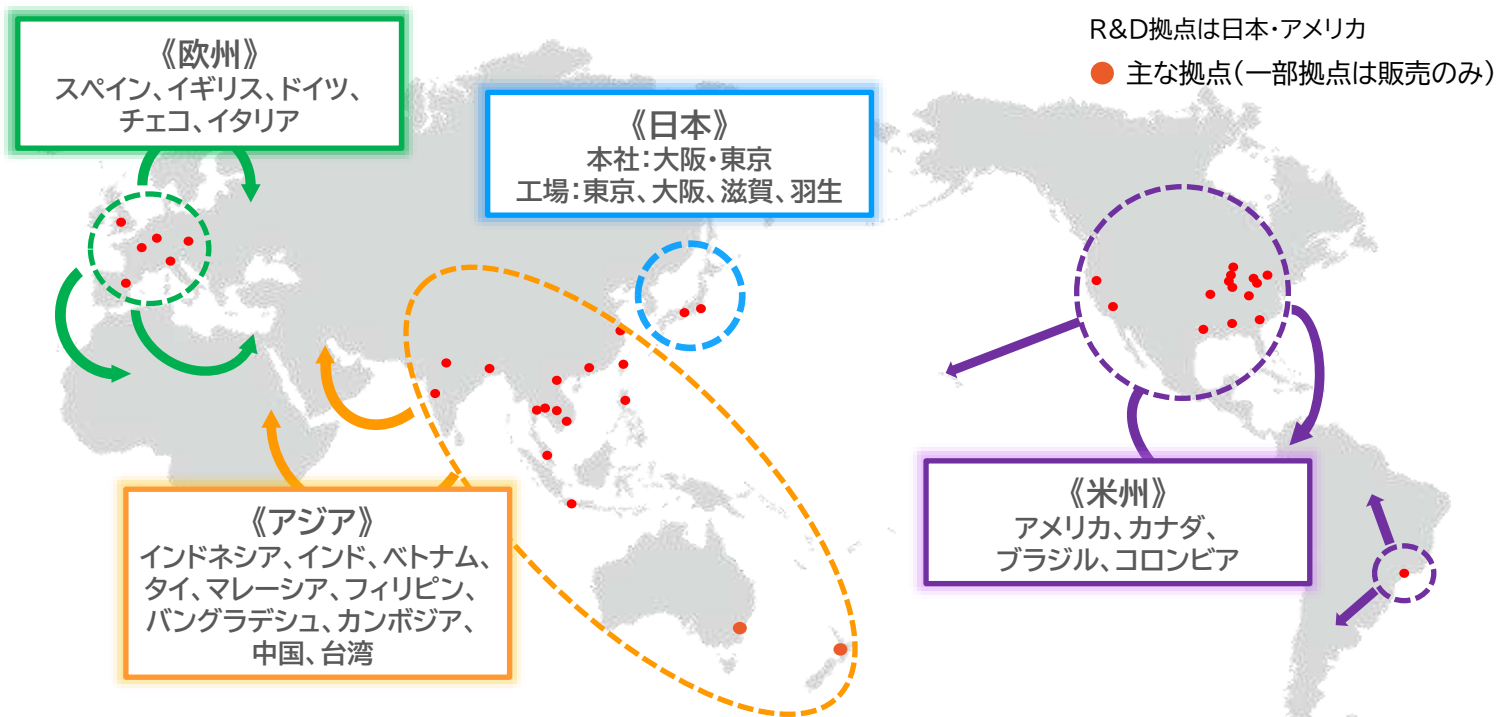 R&D拠点は日本・アメリカ
主な拠点(一部拠点は販売のみ)
《欧州》
スペイン、イギリス、ドイツ、
チェコ、イタリア
《日本》
本社:大阪・東京
工場:東京、大阪、滋賀、羽生
《アジア》
インドネシア、インド、ベトナム、
タイ、マレーシア、フィリピン、
バングラデシュ、カンボジア、
中国、台湾
《米州》
アメリカ、カナダ、
ブラジル、コロンビア